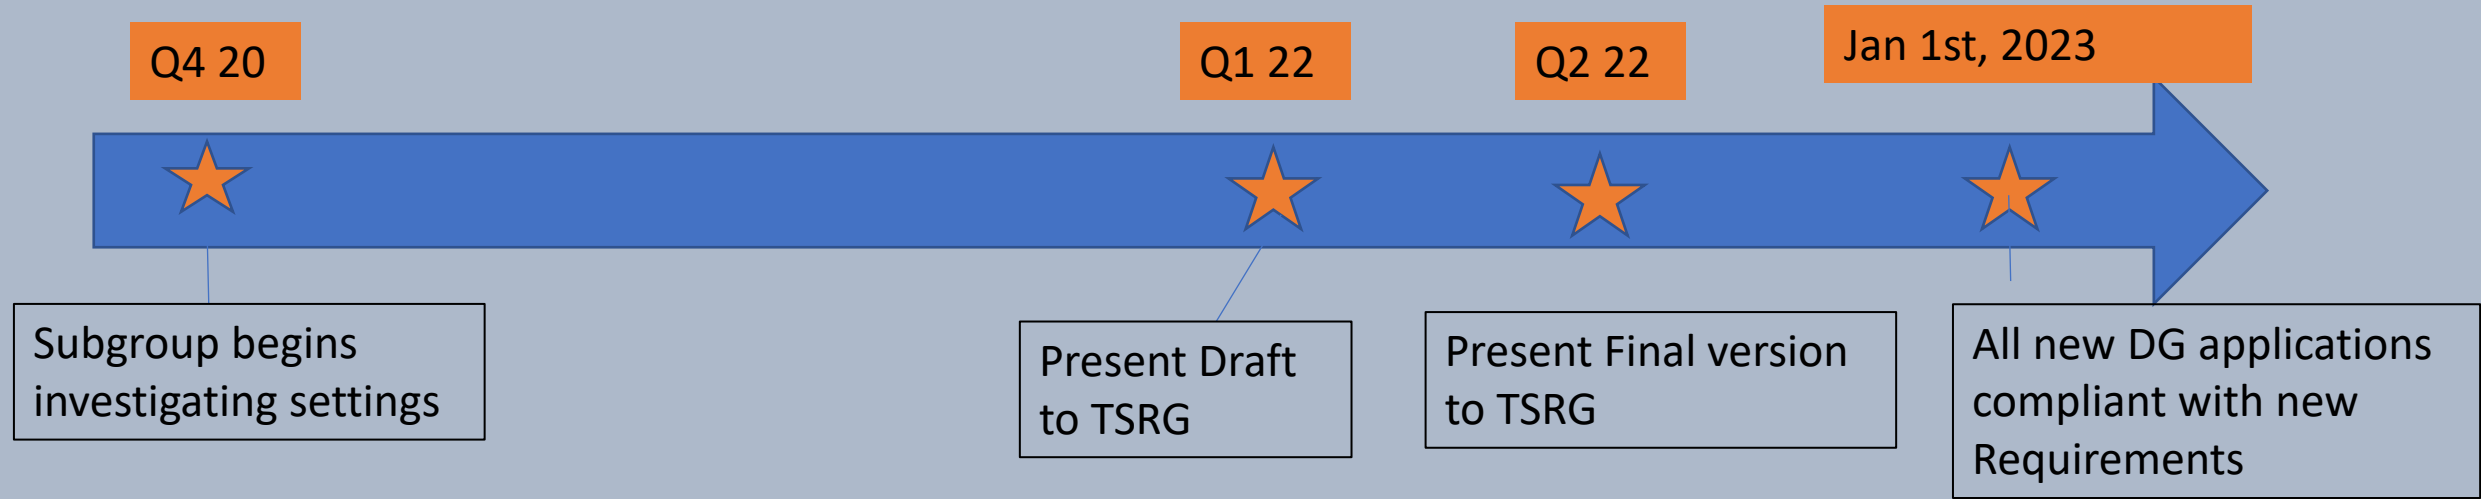 Q4 20
Q1 22
Q2 22
Jan 1st, 2023
Subgroup begins
investigating settings
Present Draft
to TSRG
Present Final version
to TSRG
All new DG applications
compliant with new
Requirements